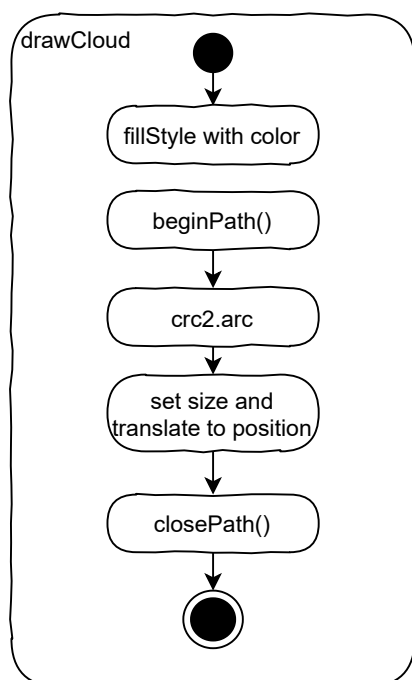 drawCloud
fillStyle with color
beginPath()
crc2.arc
set size and
translate to position
closePath()